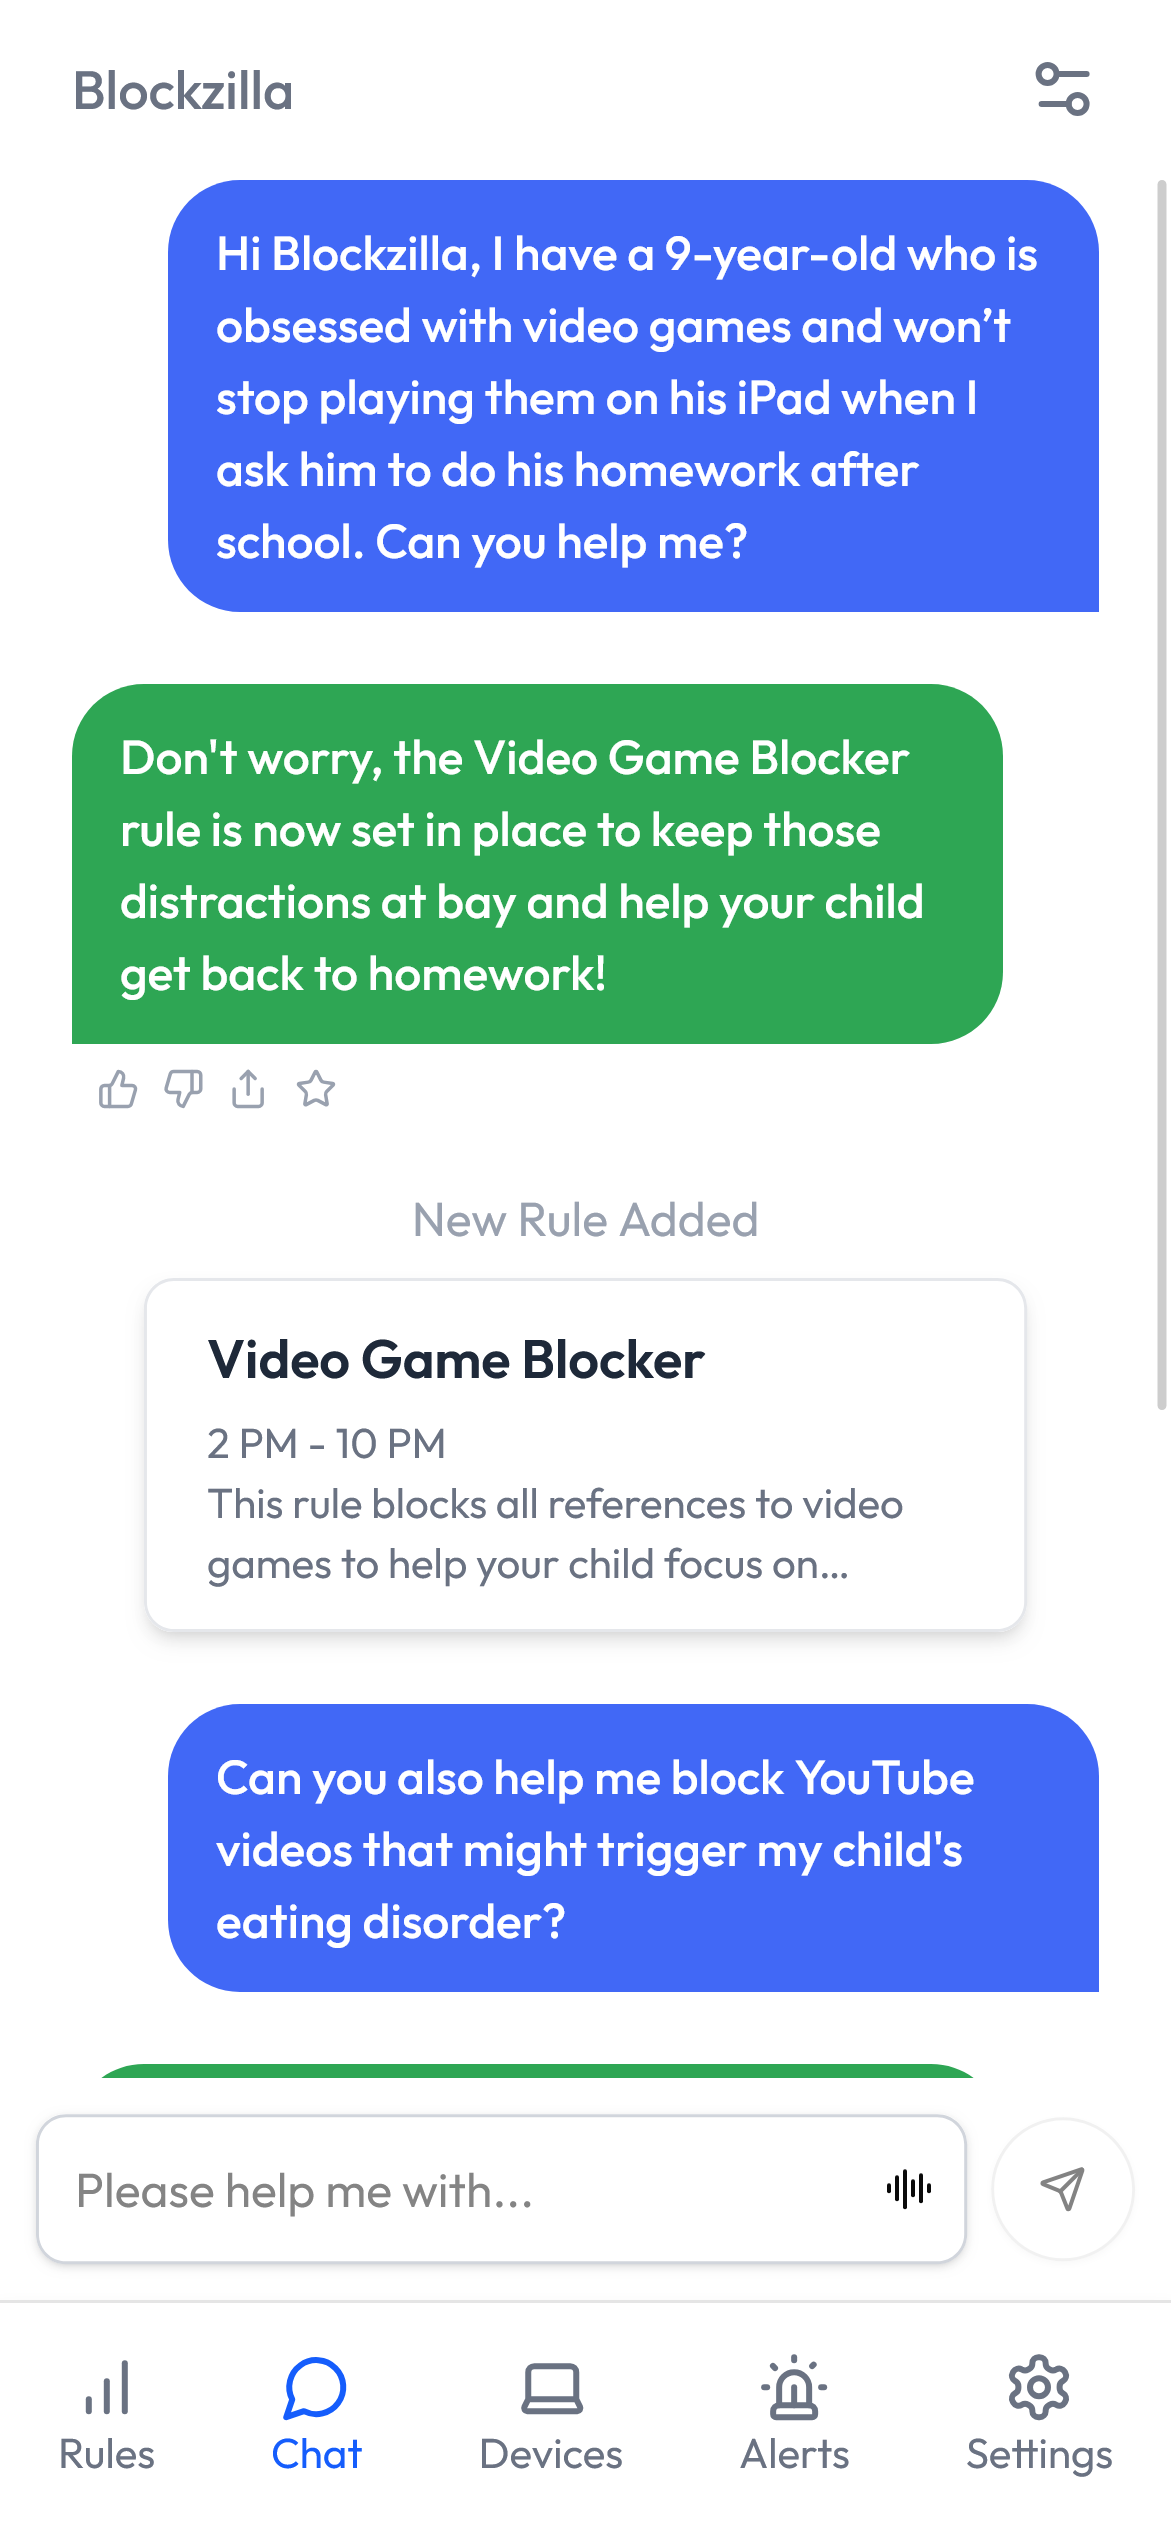 Blockzilla
Hi Blockzilla, I have a 9-year-old who is
obsessed with video games and won’t
stop playing them on his iPad when I
ask him to do his homework after
school. Can you help me?
Don't worry, the Video Game Blocker
rule is now set in place to keep those
distractions at bay and help your child
get back to homework!
New Rule Added
Video Game Blocker
2 PM - 10 PM
This rule blocks all references to video
games to help your child focus on...
Can you also help me block YouTube
videos that might trigger my child's
eating disorder?
Please help me with...
Rules
Chat
Devices
Alerts
Settings